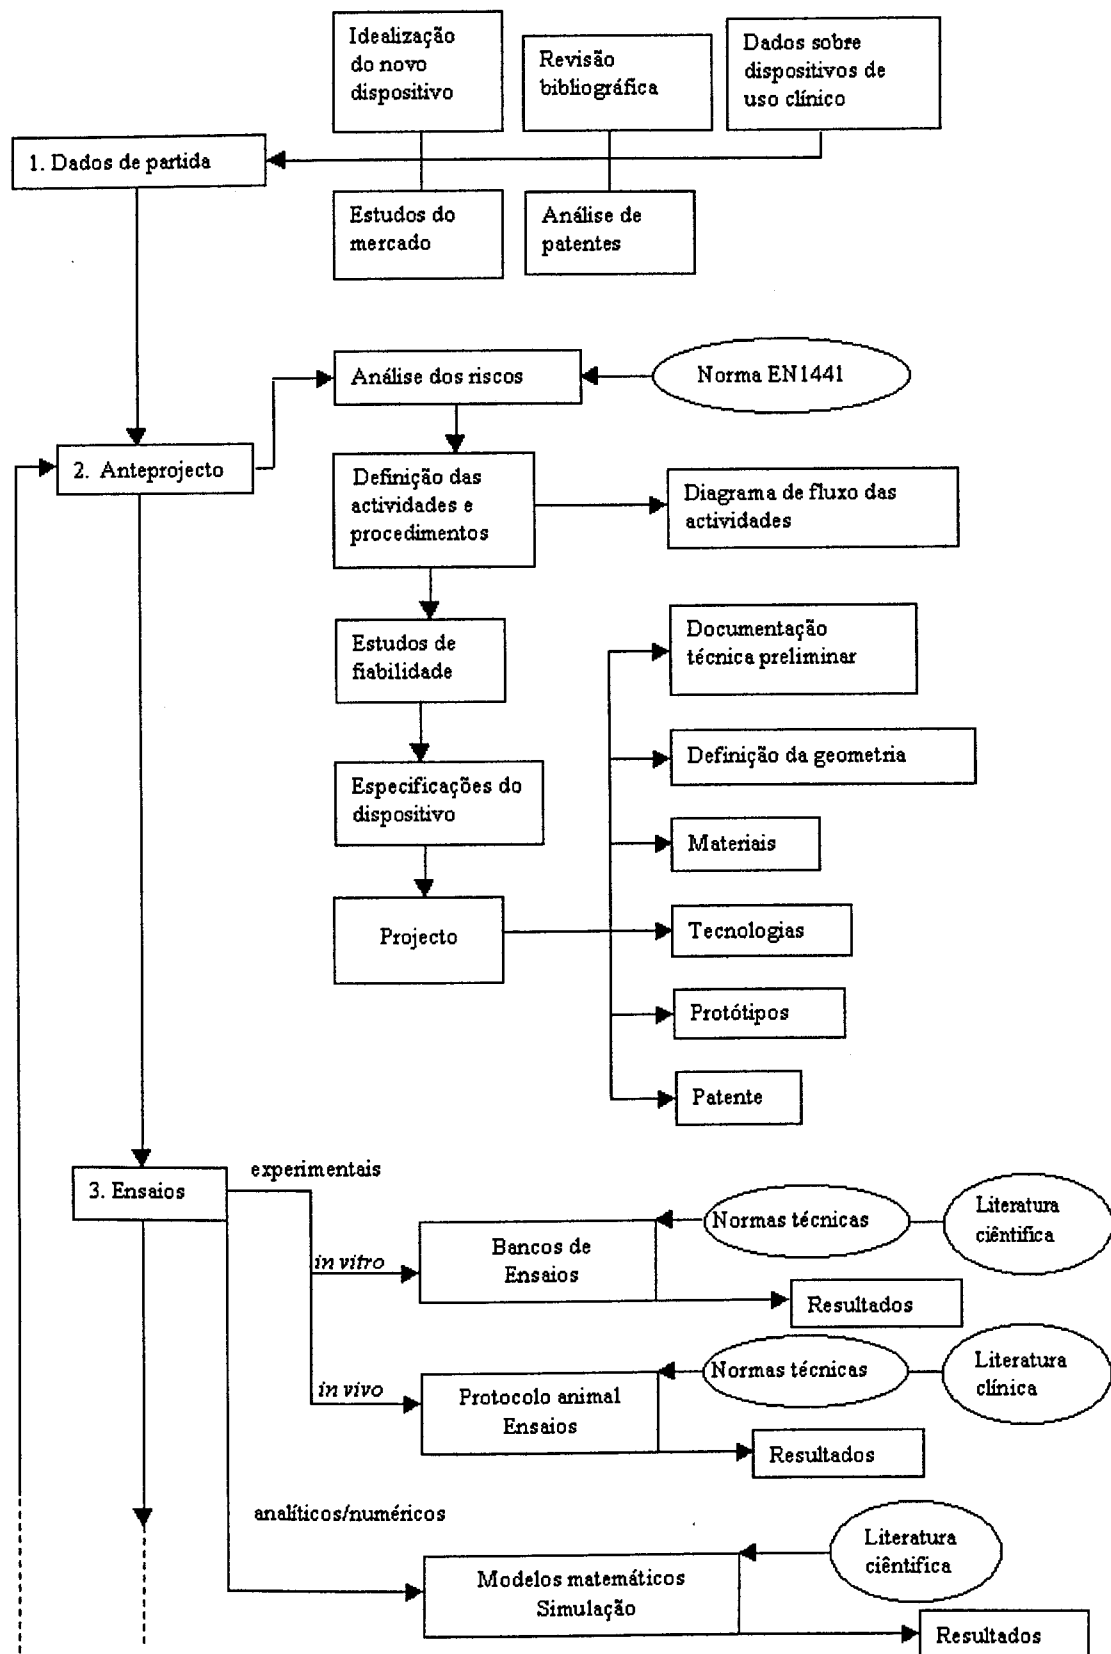 Idealização
do novo
dispositivo
Revisão
bibliográfica
Dados sobre
dispositivos de
uso clínico
1. Dados de partida
Estudos do
mercado
Análise de
patentes
Análise dos riscos
Norma EN1441
2. Anteprojecto
Definição das
actividades e
procedimentos
Diagrama de fluxo das
actividades
Estudos de
fiabilidade
Documentação
técnica preliminar
Definição da geometria
Especificações do
dispositivo
Materiais
Projecto
Tecnologias
Protótipos
Patente
3. Ensaios
experimentais
in vitro
Bancos de
Ensaios
Normas técnicas
Literatura
ciêntifica
Resultados
in vivo
Protocolo animal
Ensaios
Normas técnicas
Literatura
clínica
Resultados
analíticos/numéricos
Modelos matemáticos
Simulação
Literatura
ciêntifica
Resultados